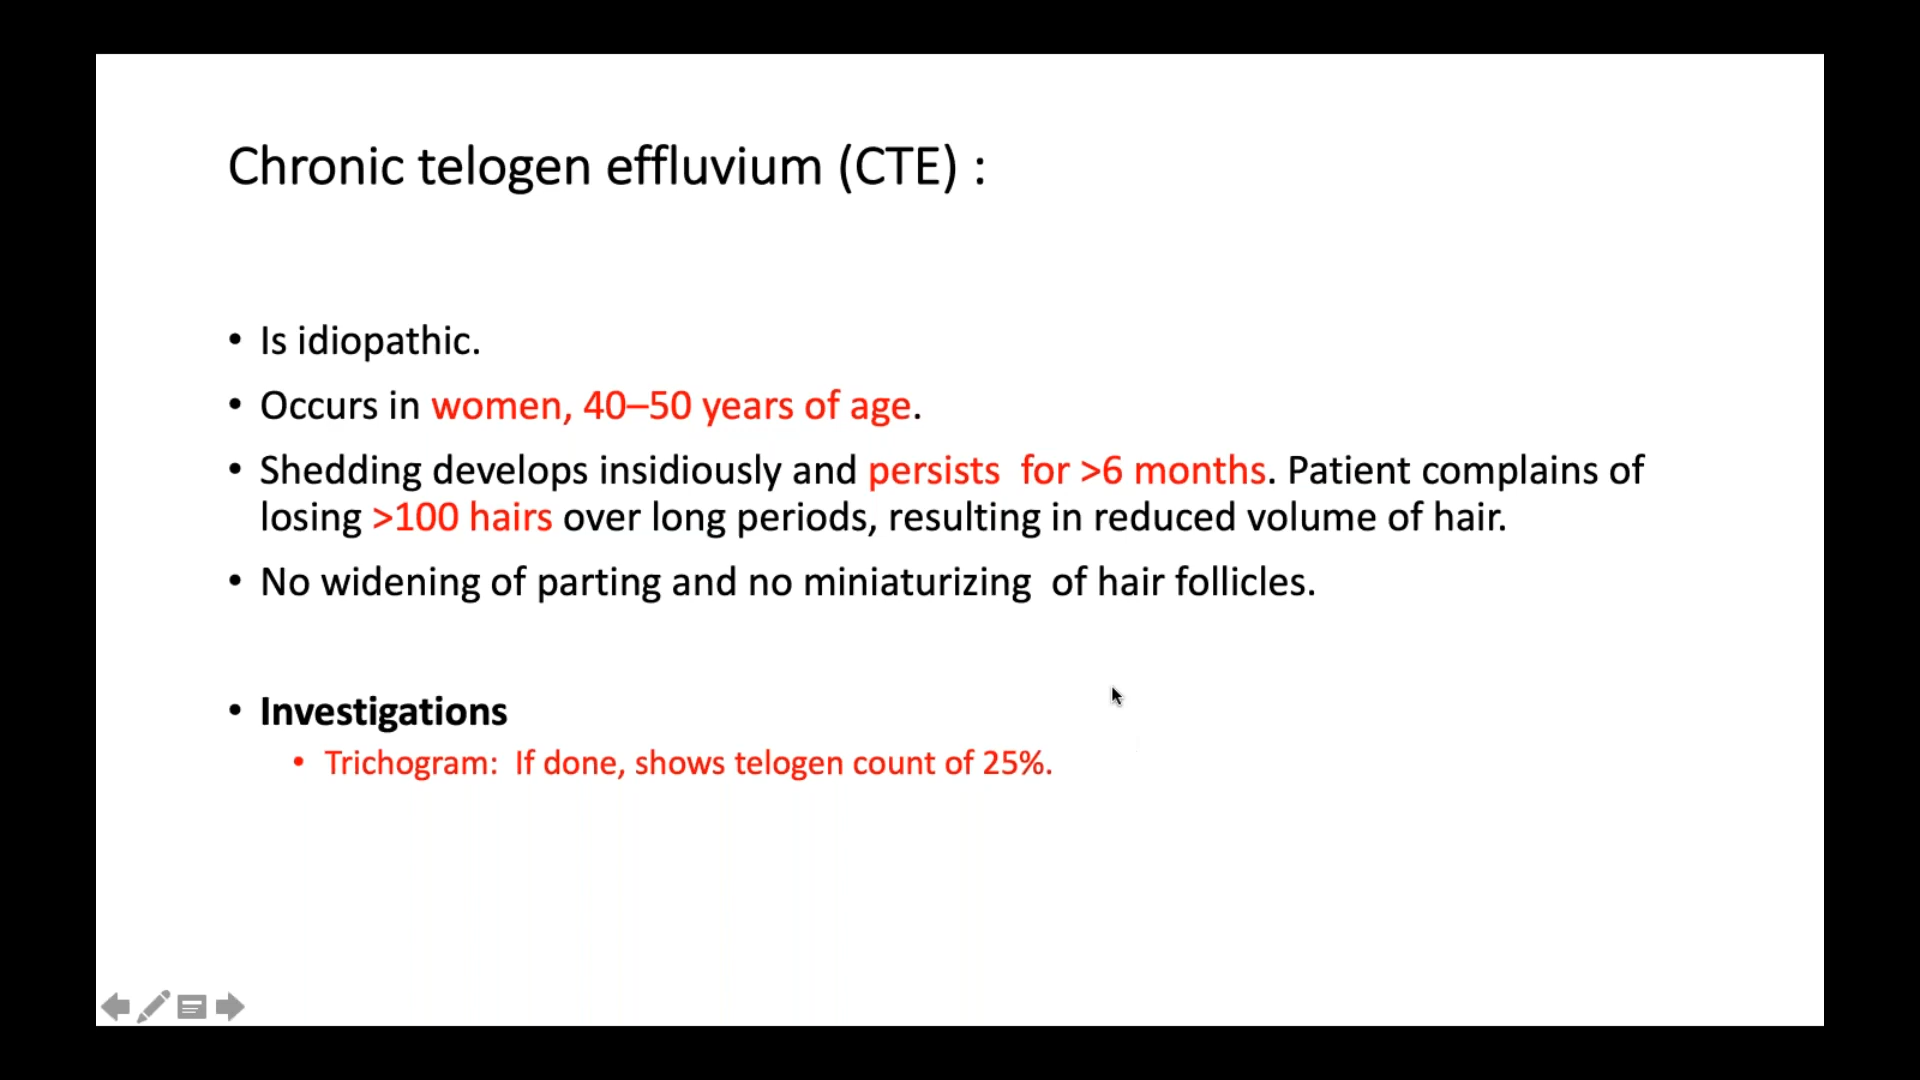 Chronic telogen effluvium (CTE) :
• Is idiopathic.
• Occurs in women, 40–50 years of age.
• Shedding develops insidiously and persists  for >6 months. Patient complains of
losing >100 hairs over long periods, resulting in reduced volume of hair.
• No widening of parting and no miniaturizing  of hair follicles.
• Investigations
• Trichogram:  If done, shows telogen count of 25%.